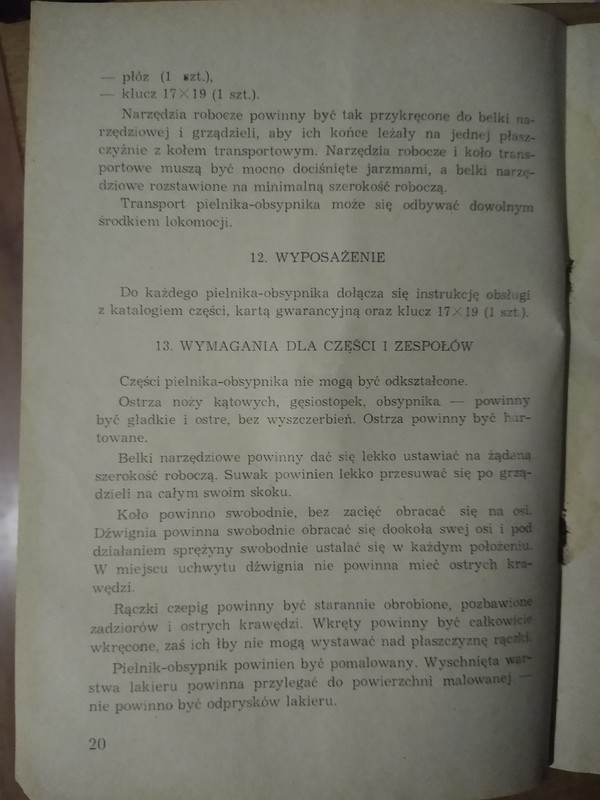 — płóz (1 szt.),
— klucz 17×19 (1 szt.).
Narzędzia robocze powinny być tak przykręcone do belki na-
rzędziowej i grządzieli, aby ich końce leżały na jednej płasz-
czyźnie z kołem transportowym. Narzędzia robocze i koło trans-
portowe muszą być mocno dociśnięte jarzmami, a belki narzę-
dziowe rozstawione na minimalną szerokość roboczą.
Transport pielnika-obsypnika może się odbywać dowolnym
środkiem lokomocji.
12. WYPOSAŻENIE
Do każdego pielnika-obsypnika dołącza się instrukcję obsługi
z katalogiem części, kartą gwarancyjną oraz klucz 17×19 (1 szt.).
13. WYMAGANIA DLA CZĘŚCI I ZESPOŁÓW
Części pielnika-obsypnika nie mogą być odkształcone.
Ostrza noży kątowych, gęsiostopek, obsypnika — powinny
być gładkie i ostre, bez wyszczerbień. Ostrza powinny być har-
towane.
Belki narzędziowe powinny dać się lekko ustawiać na żądaną
szerokość roboczą. Suwak powinien lekko przesuwać się po grzą-
dzieli na całym swoim skoku.
Koło powinno swobodnie, bez zacięć obracać się na osi.
Dźwignia powinna swobodnie obracać się dookoła swej osi i pod
działaniem sprężyny swobodnie ustalać się w każdym położeniu.
W miejscu uchwytu dźwignia nie powinna mieć ostrych kra-
wędzi.
Rączki czepig powinny być starannie obrobione, pozbawione
zadziorów i ostrych krawędzi. Wkręty powinny być całkowicie
wkręcone, zaś ich łby nie mogą wystawać nad płaszczyznę rączki.
Pielnik-obsypnik powinien być pomalowany. Wyschnięta war-
stwa lakieru powinna przylegać do powierzchni malowanej —
nie powinno być odprysków lakieru.
20